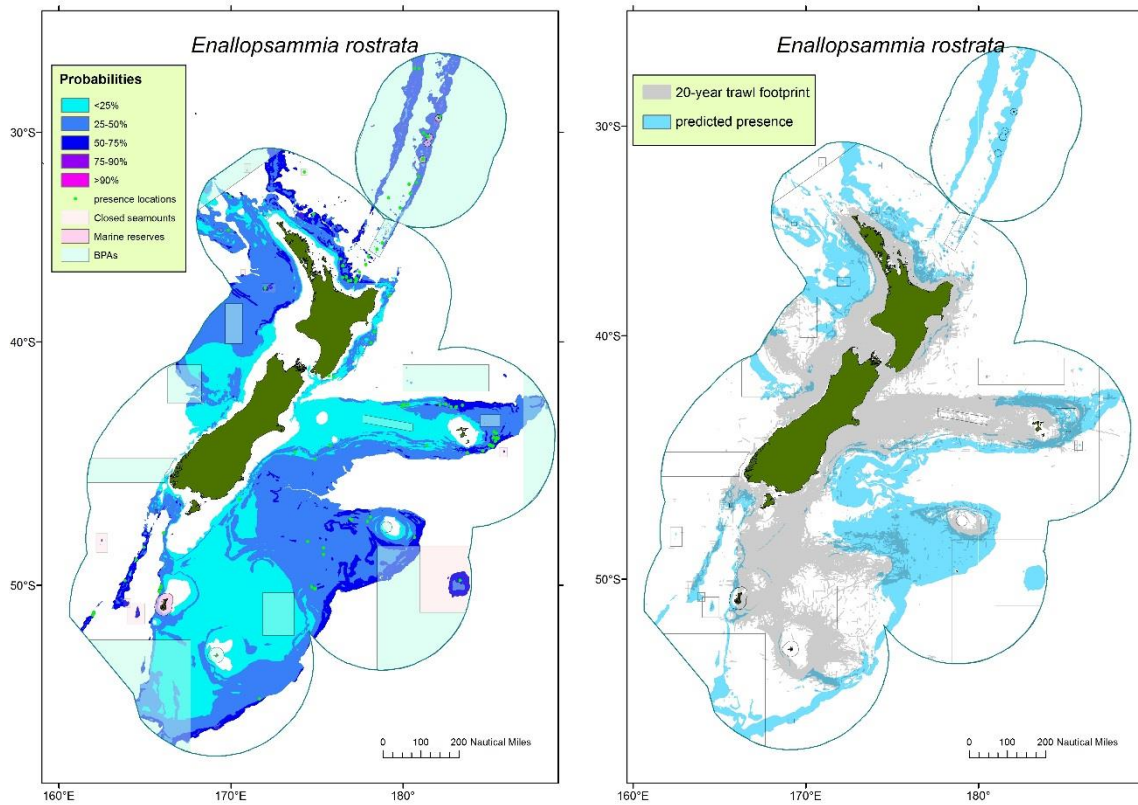 Enallopsammia rostrata
Probabilities
<25%
25-50%
50-75%
75-90%
>90%
presence locations
Closed seamounts
Marine reserves
BPAs
30°S
40°S
50°S
0 100 200 Nautical Miles
160°E
170°E
180°
Enallopsammia rostrata
20-year trawl footprint
predicted presence
30°S
40°S
50°S
0 100 200 Nautical Miles
160°E
170°E
180°